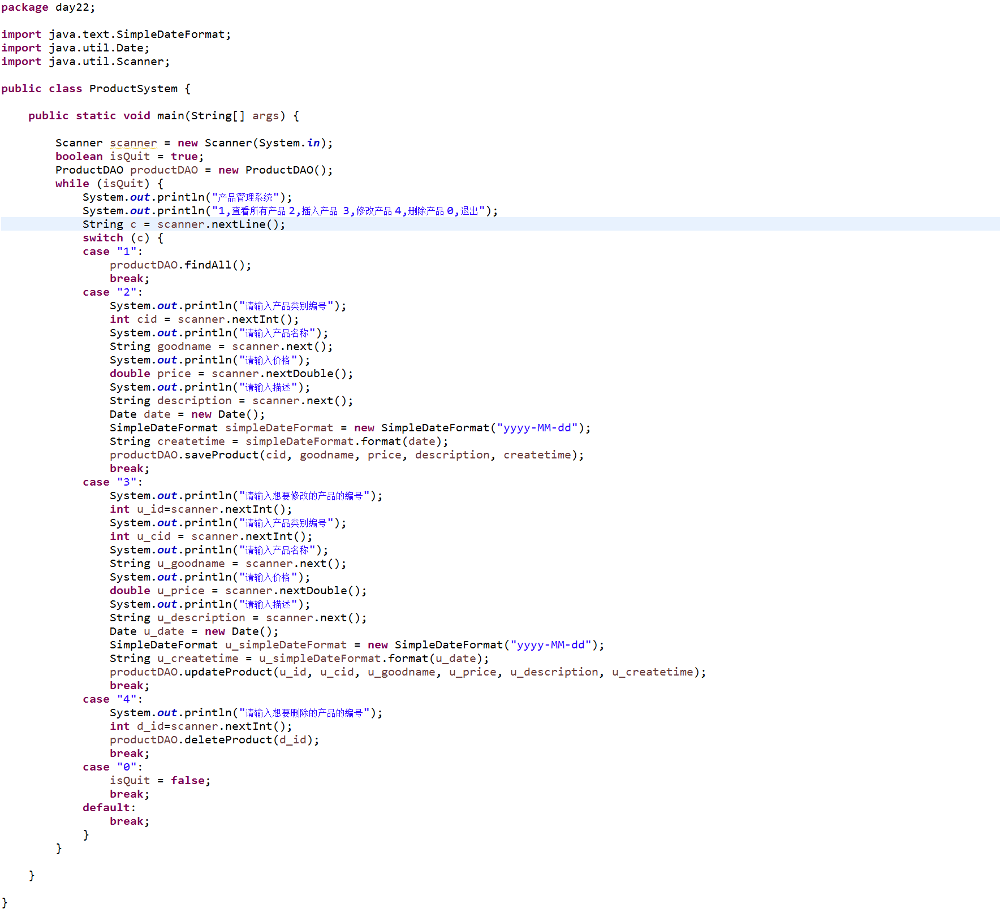 package day22;
import java.text.SimpleDateFormat;
import java.util.Date;
import java.util.Scanner;
public class ProductSystem {
public static void main(String[] args) {
Scanner scanner = new Scanner(System.in);
boolean isQuit = true;
ProductDAO productDAO = new ProductDAO();
while (isQuit) {
System.out.println("产品管理系统");
System.out.println("1,查看所有产品 2,插入产品 3,修改产品 4,删除产品 0,退出");
String c = scanner.nextLine();
switch (c) {
case "1":
productDAO.findAll();
break;
case "2":
System.out.println("请输入产品类别编号");
int cid = scanner.nextInt();
System.out.println("请输入产品名称");
String goodname = scanner.next();
System.out.println("请输入价格");
double price = scanner.nextDouble();
System.out.println("请输入描述");
String description = scanner.next();
Date date = new Date();
SimpleDateFormat simpleDateFormat = new SimpleDateFormat("yyyy-MM-dd");
String createtime = simpleDateFormat.format(date);
productDAO.saveProduct(cid, goodname, price, description, createtime);
break;
case "3":
System.out.println("请输入想要修改的产品的编号");
int u_id=scanner.nextInt();
System.out.println("请输入产品类别编号");
int u_cid = scanner.nextInt();
System.out.println("请输入产品名称");
String u_goodname = scanner.next();
System.out.println("请输入价格");
double u_price = scanner.nextDouble();
System.out.println("请输入描述");
String u_description = scanner.next();
Date u_date = new Date();
SimpleDateFormat u_simpleDateFormat = new SimpleDateFormat("yyyy-MM-dd");
String u_createtime = u_simpleDateFormat.format(u_date);
productDAO.updateProduct(u_id, u_cid, u_goodname, u_price, u_description, u_createtime);
break;
case "4":
System.out.println("请输入想要删除的产品的编号");
int d_id=scanner.nextInt();
productDAO.deleteProduct(d_id);
break;
case "0":
isQuit = false;
break;
default:
break;
}
}
}
}